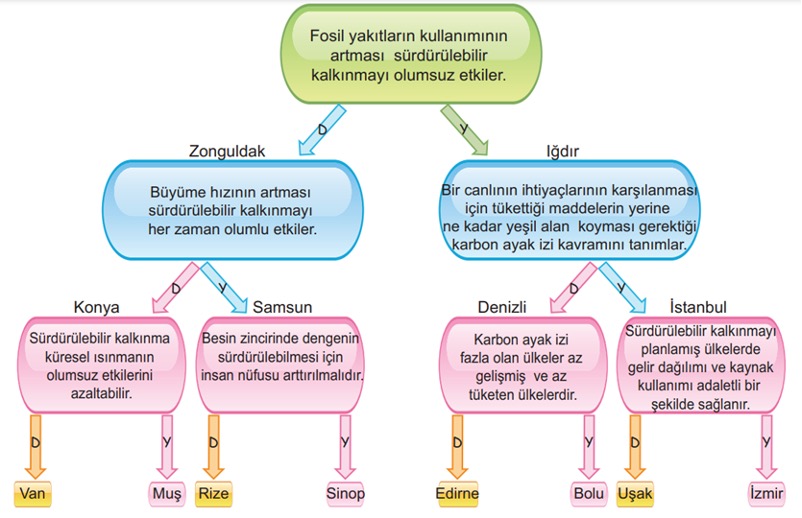 Fosil yakıtların kullanımının
artması sürdürülebilir
kalkınmayı olumsuz etkiler.
D
Y
Zonguldak
Iğdır
Büyüme hızının artması
sürdürülebilir kalkınmayı
her zaman olumlu etkiler.
Bir canlının ihtiyaçlarının karşılanması
için tükettiği maddelerin yerine
ne kadar yeşil alan koyması gerektiği
karbon ayak izi kavramını tanımlar.
D
Y
D
Y
Konya
Samsun
Denizli
İstanbul
Sürdürülebilir kalkınma
küresel ısınmanın
olumsuz etkilerini
azaltabilir.
Besin zincirinde dengenin
sürdürülebilmesi için
insan nüfusu arttırılmalıdır.
Karbon ayak izi
fazla olan ülkeler az
gelişmiş ve az
tüketen ülkelerdir.
Sürdürülebilir kalkınmayı
planlamış ülkelerde
gelir dağılımı ve kaynak
kullanımı adaletli bir
şekilde sağlanır.
D
Y
D
Y
D
Y
D
Y
Van
Muş
Rize
Sinop
Edirne
Bolu
Uşak
İzmir